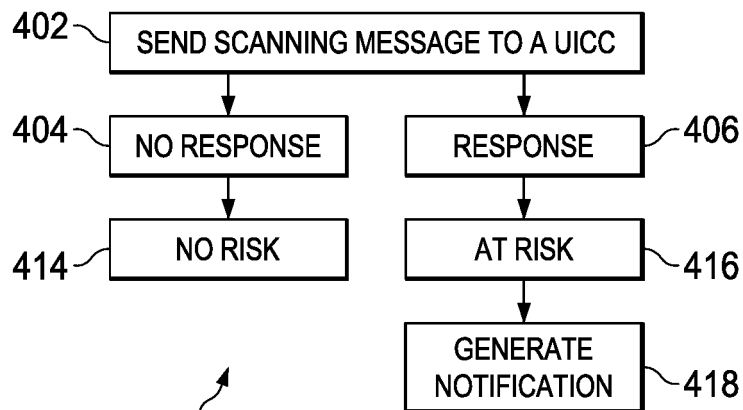 402
SEND SCANNING MESSAGE TO A UICC
404
NO RESPONSE
RESPONSE
406
414
NO RISK
AT RISK
416
GENERATE
NOTIFICATION
418